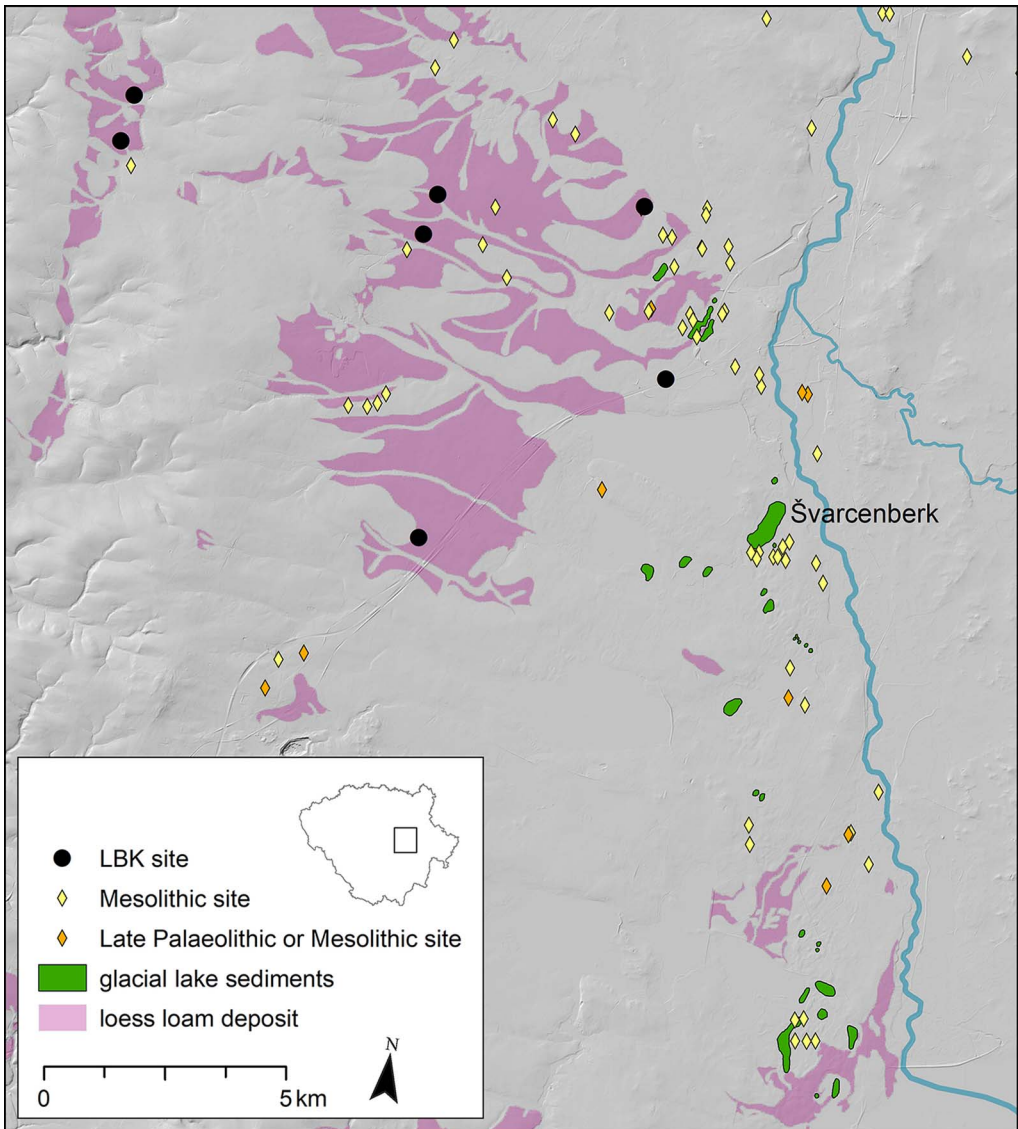 Švarcenberk
LBK site
Mesolithic site
Late Palaeolithic or Mesolithic site
glacial lake sediments
loess loam deposit
N
0 5 km